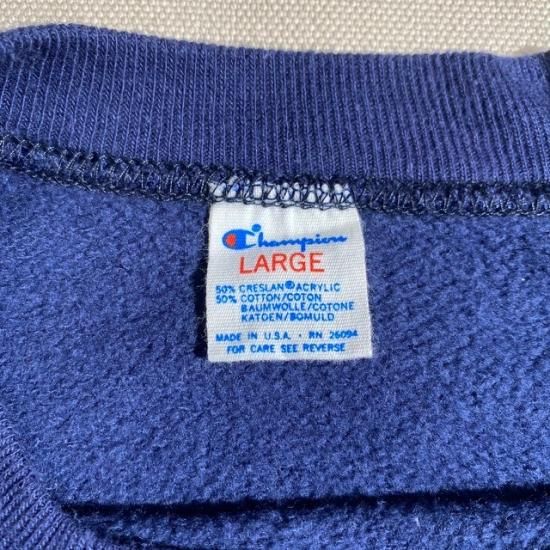 Champion
LARGE
50% CRESLAN® ACRYLIC
50% COTTON/COTON
BAUMWOLLE/COTONE
KATOEN/BOMULD
MADE IN U.S.A. · RN 26094
FOR CARE SEE REVERSE